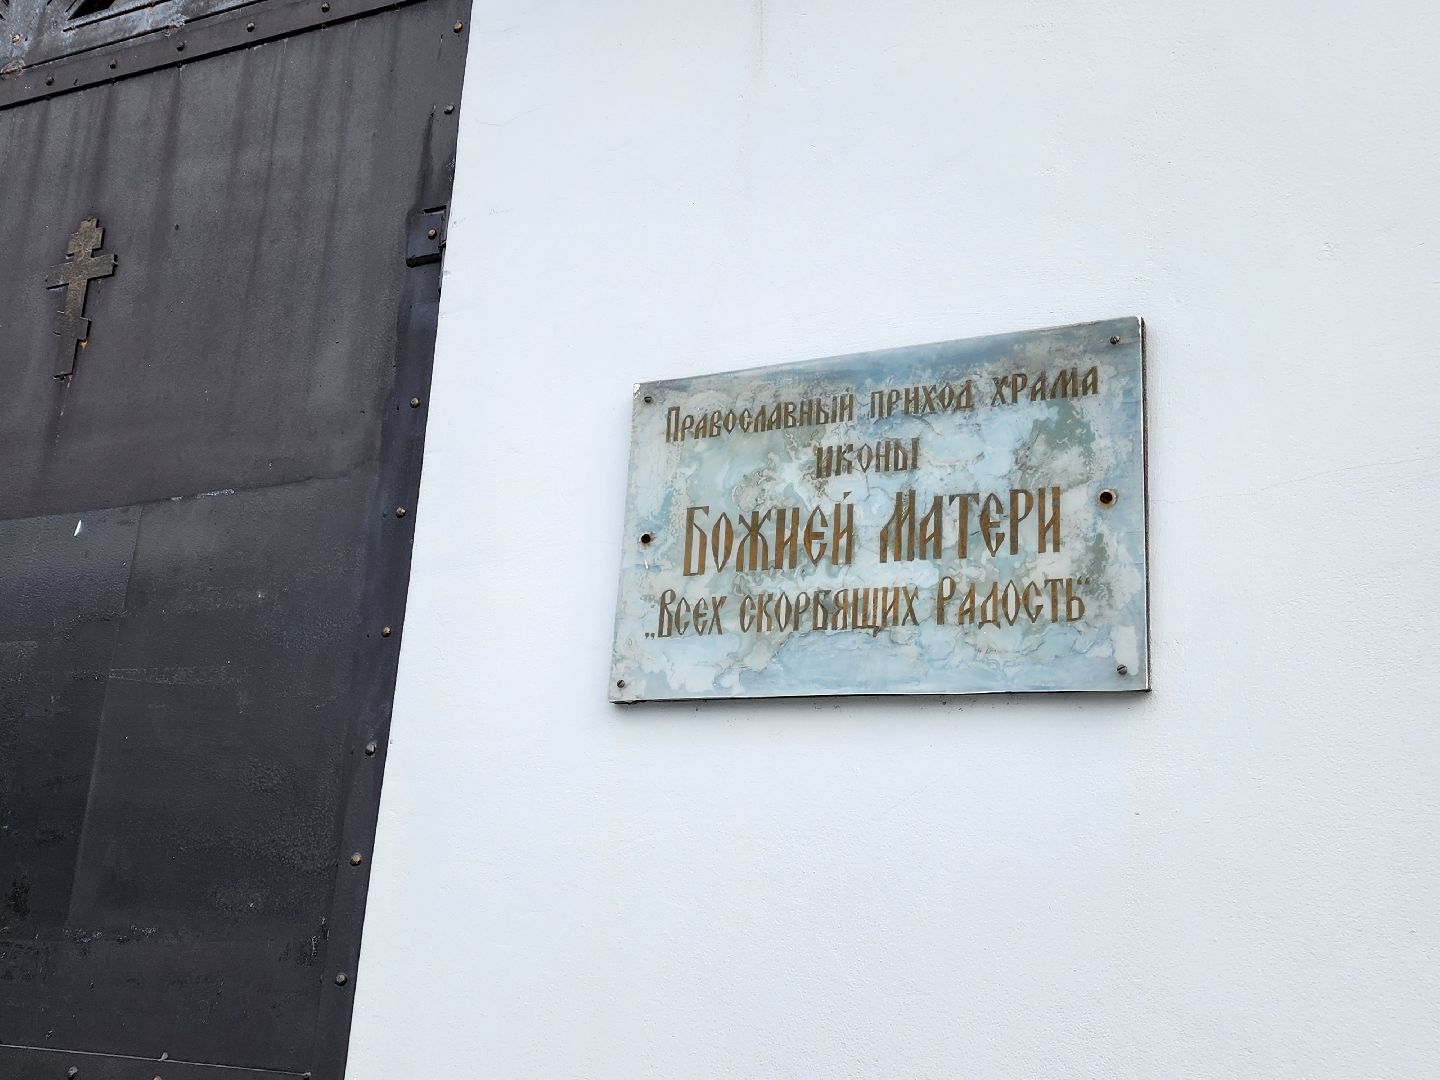 Православный приход храма
иконы
Божией Матери
„Всех скорбящих Радость“